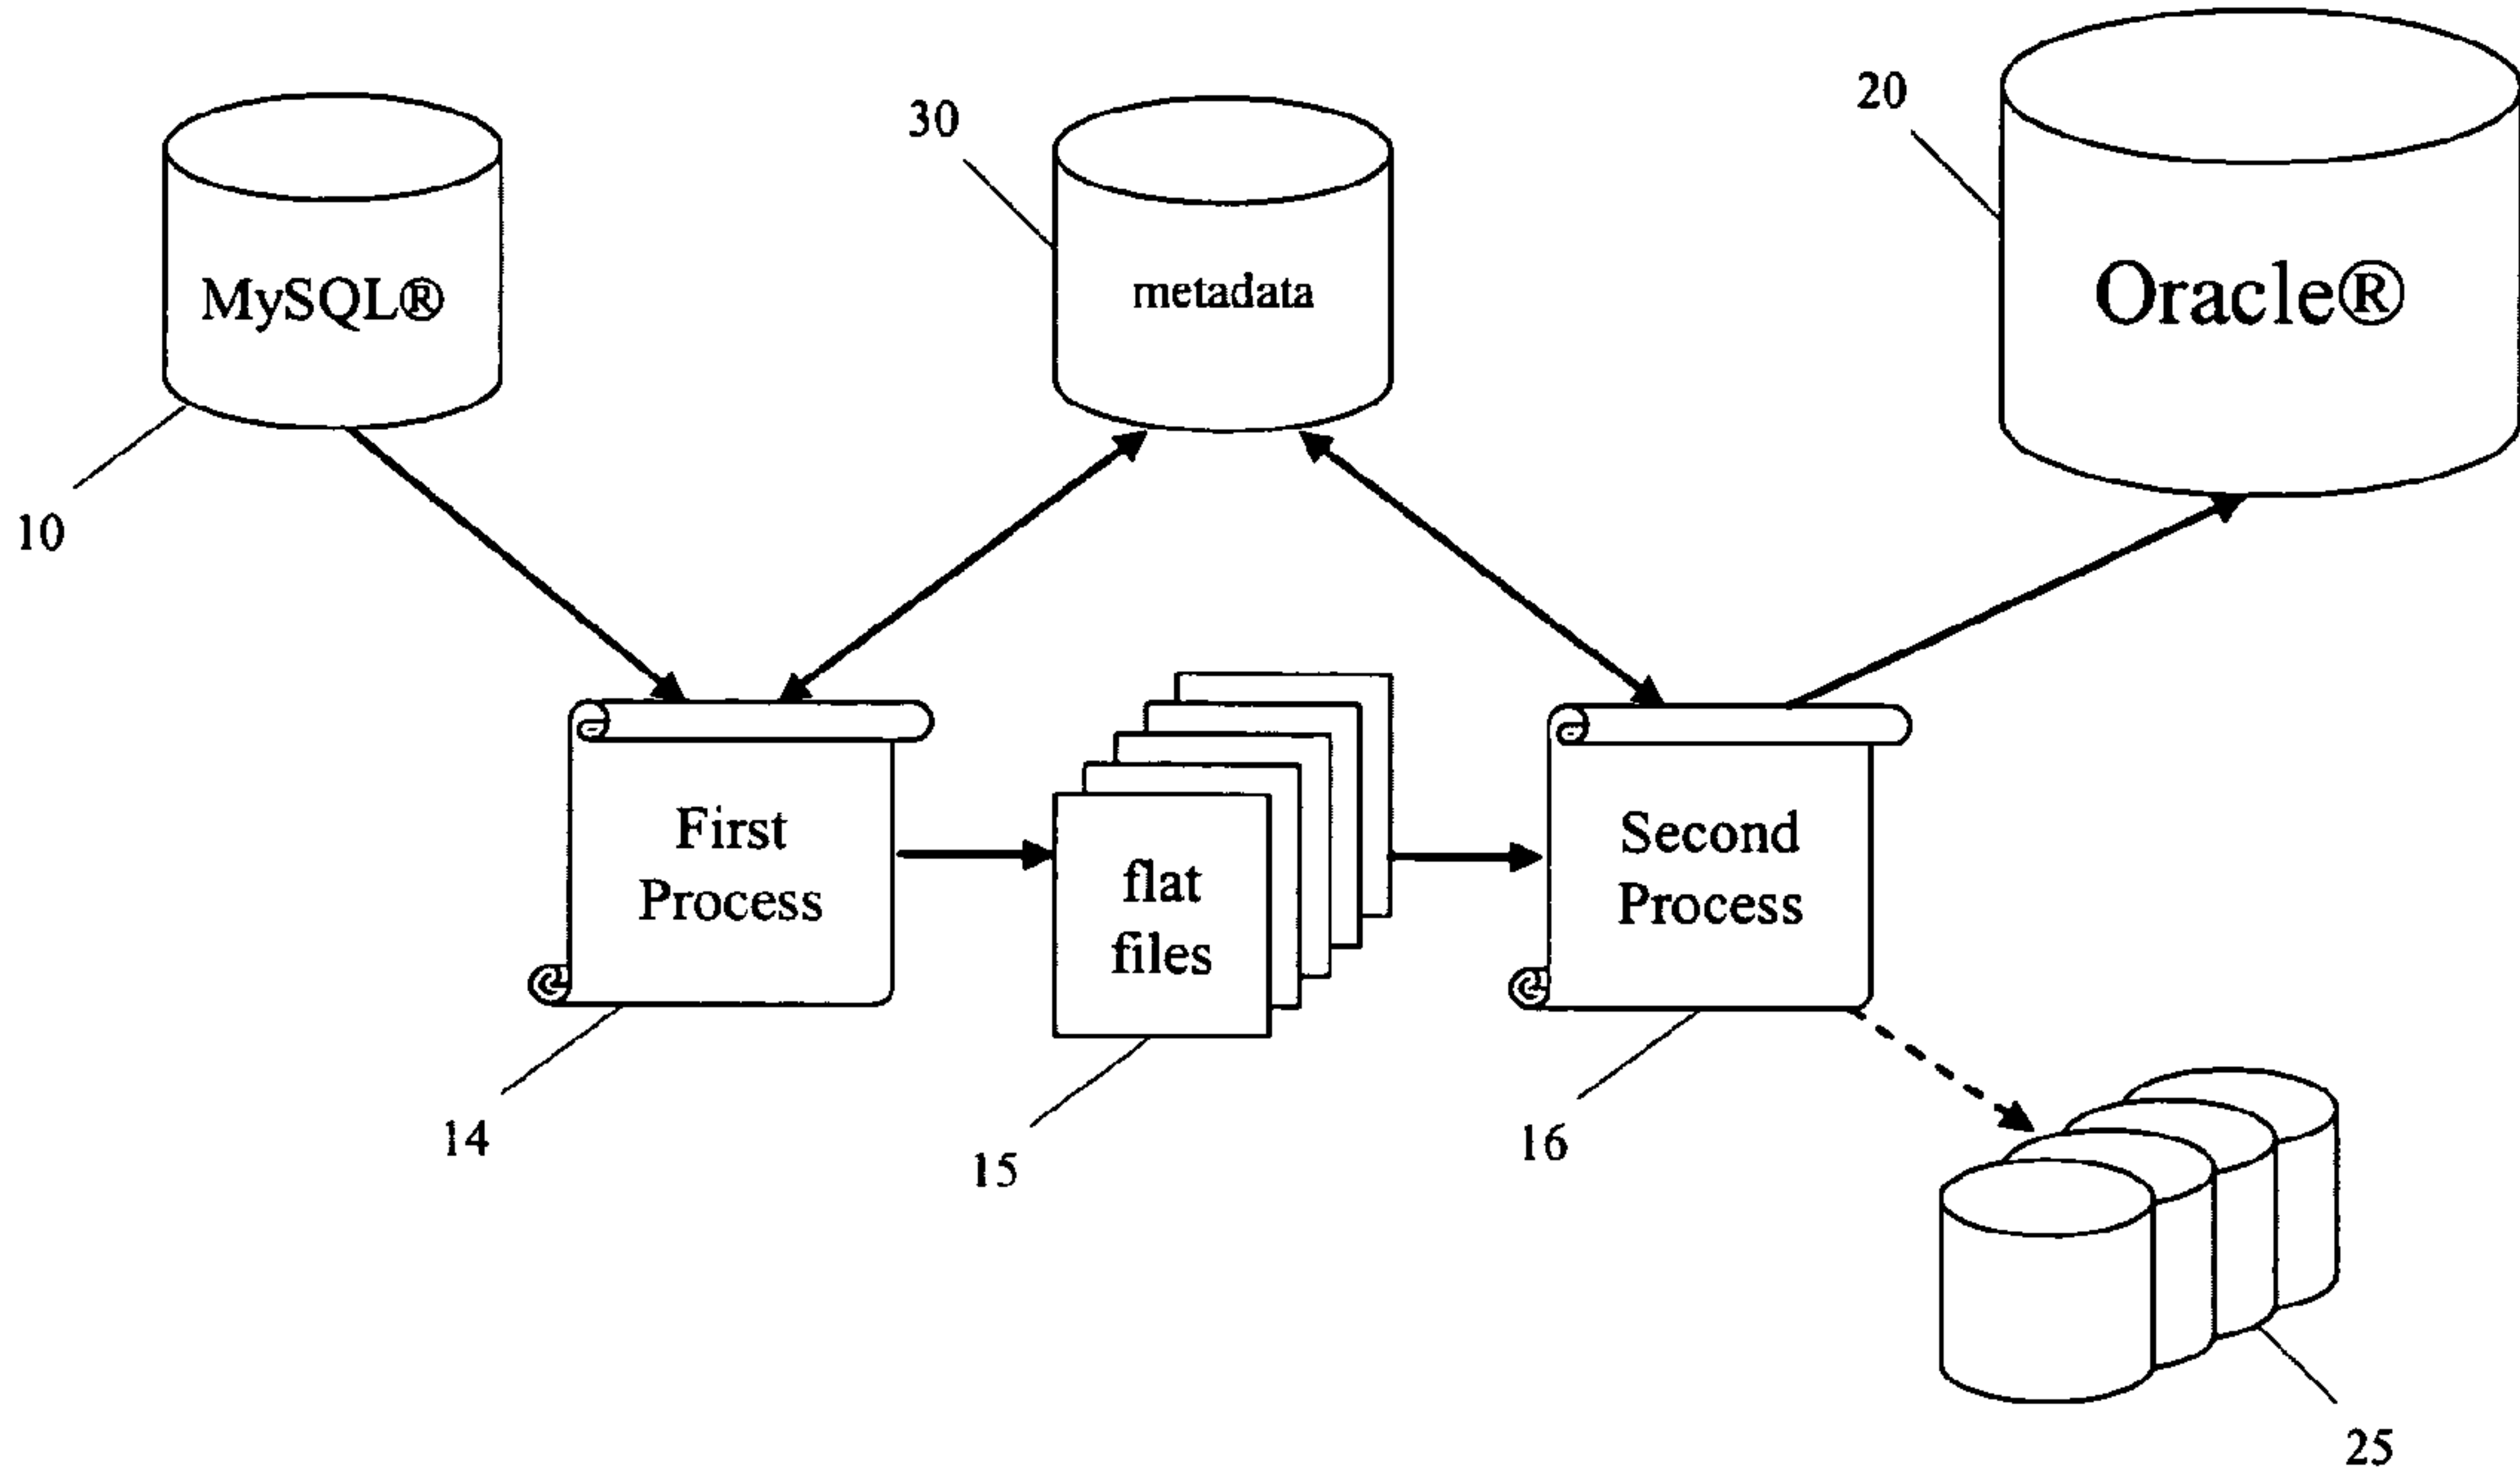 20
30
MySQL®
metadata
Oracle®
10
First
Process
flat
files
Second
Process
14
15
16
25